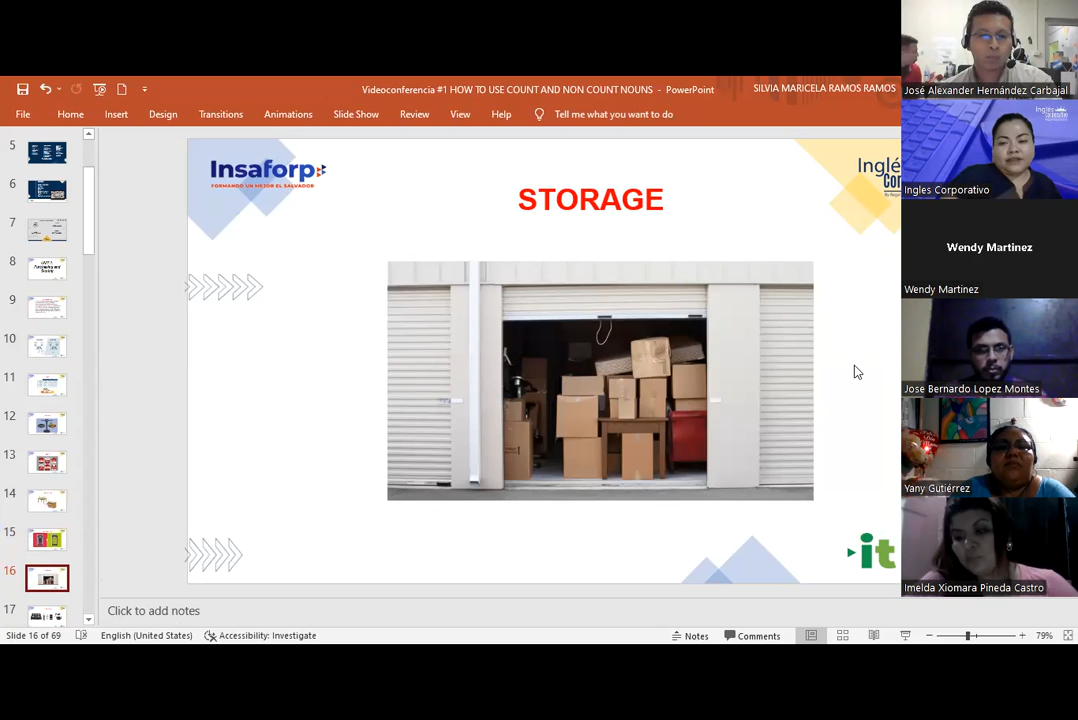 Videoconferencia #1 HOW TO USE COUNT AND NON COUNT NOUNS - PowerPoint
SILVIA MARICELA RAMOS RAMOS
File Home Insert Design Transitions Animations Slide Show Review View Help Tell me what you want to do
5
6
7
8
9
10
11
12
13
14
15
16
17
Insaforp
FORMANDO UN MEJOR EL SALVADOR
STORAGE
it
Click to add notes
Slide 16 of 69 English (United States) Accessibility: Investigate Notes Comments 79%
José Alexander Hernández Carbajal
Ingles Corporativo
Wendy Martinez
Wendy Martinez
Jose Bernardo Lopez Montes
Yany Gutiérrez
Imelda Xiomara Pineda Castro